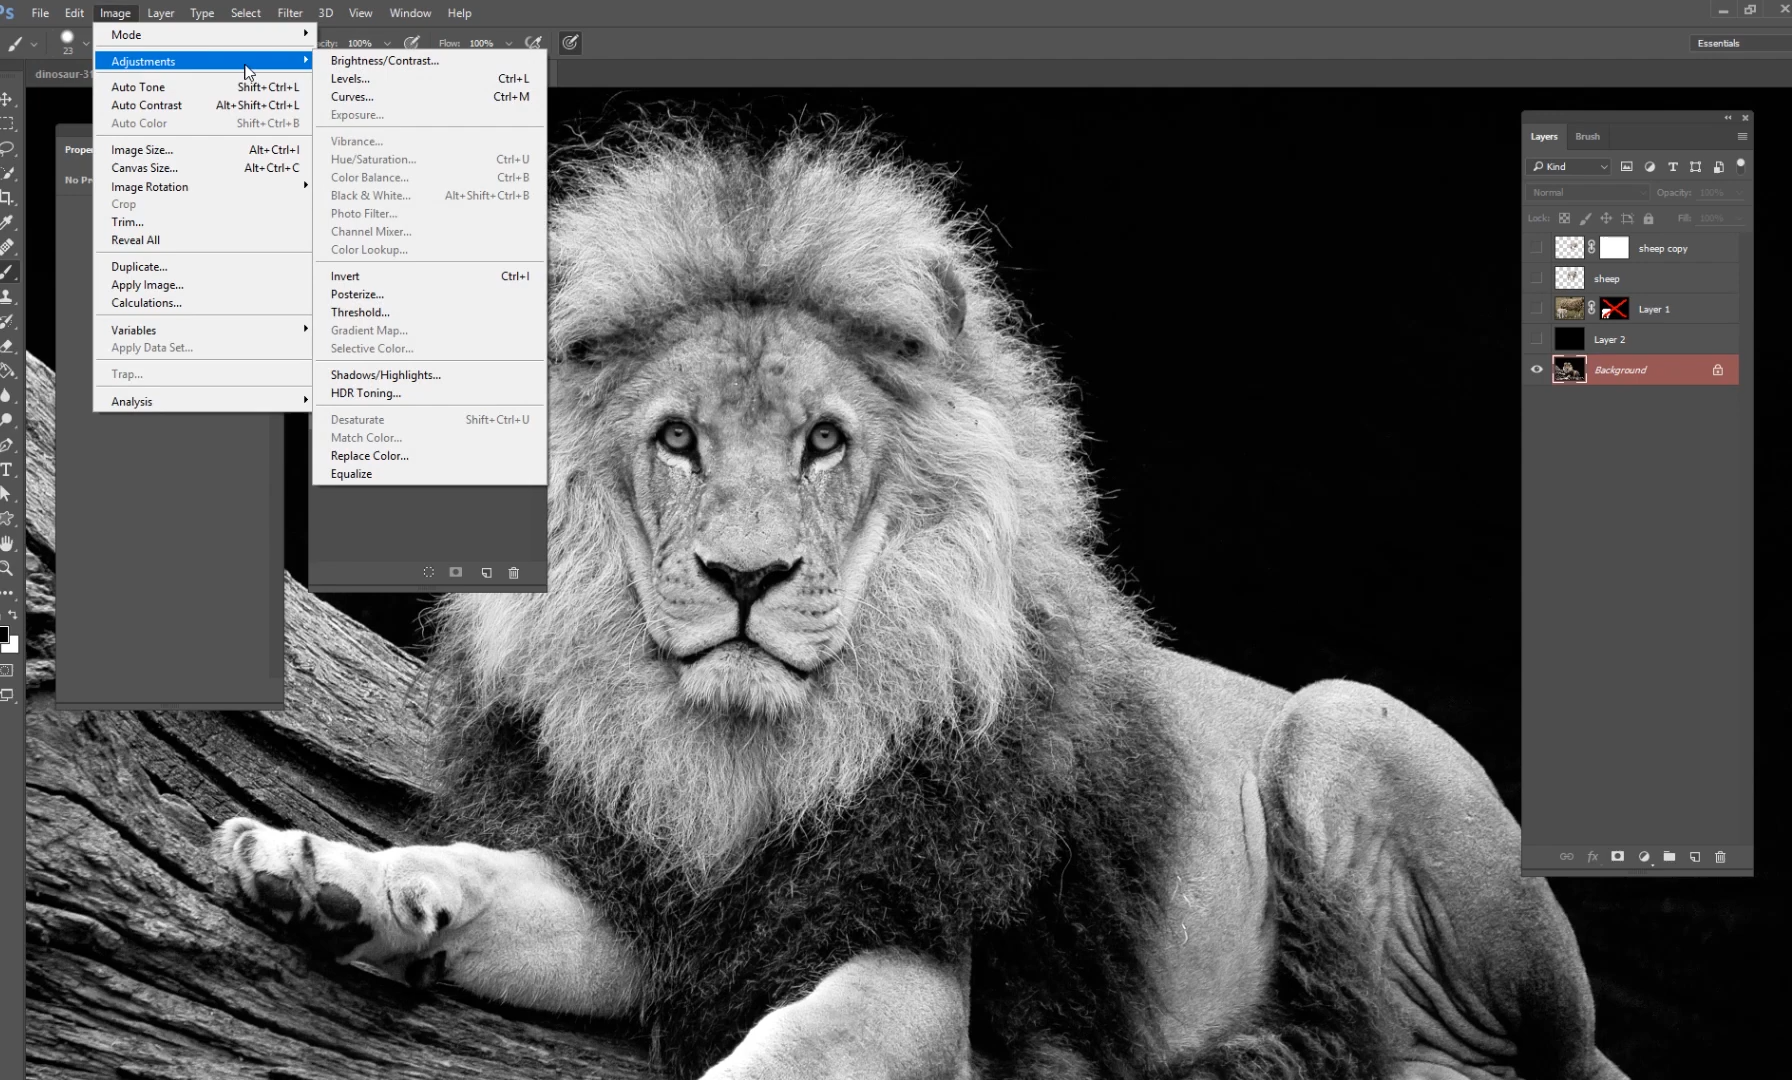 PS File Edit Image Layer Type Select Filter 3D View Window Help
23 100% Flow: 100% Essentials
Mode
Adjustments
Auto Tone Shift+Ctrl+L
Auto Contrast Alt+Shift+Ctrl+L
Auto Color Shift+Ctrl+B
Image Size... Alt+Ctrl+I
Canvas Size... Alt+Ctrl+C
Image Rotation
Crop
Trim...
Reveal All
Duplicate...
Apply Image...
Calculations...
Variables
Apply Data Set...
Trap...
Analysis
Brightness/Contrast...
Levels... Ctrl+L
Curves... Ctrl+M
Exposure...
Vibrance...
Hue/Saturation... Ctrl+U
Color Balance... Ctrl+B
Black & White... Alt+Shift+Ctrl+B
Photo Filter...
Channel Mixer...
Color Lookup...
Invert Ctrl+I
Posterize...
Threshold...
Gradient Map...
Selective Color...
Shadows/Highlights...
HDR Toning...
Desaturate Shift+Ctrl+U
Match Color...
Replace Color...
Equalize
Layers Brush
Kind
Normal Opacity: 100%
Lock: Fill: 100%
sheep copy
sheep
Layer 1
Layer 2
Background